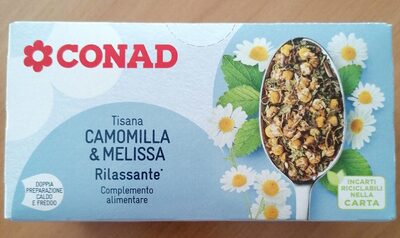 CONAD
Tisana
CAMOMILLA
& MELISSA
Rilassante*
Complemento
alimentare
DOPPIA
PREPARAZIONE
CALDO
E FREDDO
INCARTI
RICICLABILI
NELLA
CARTA